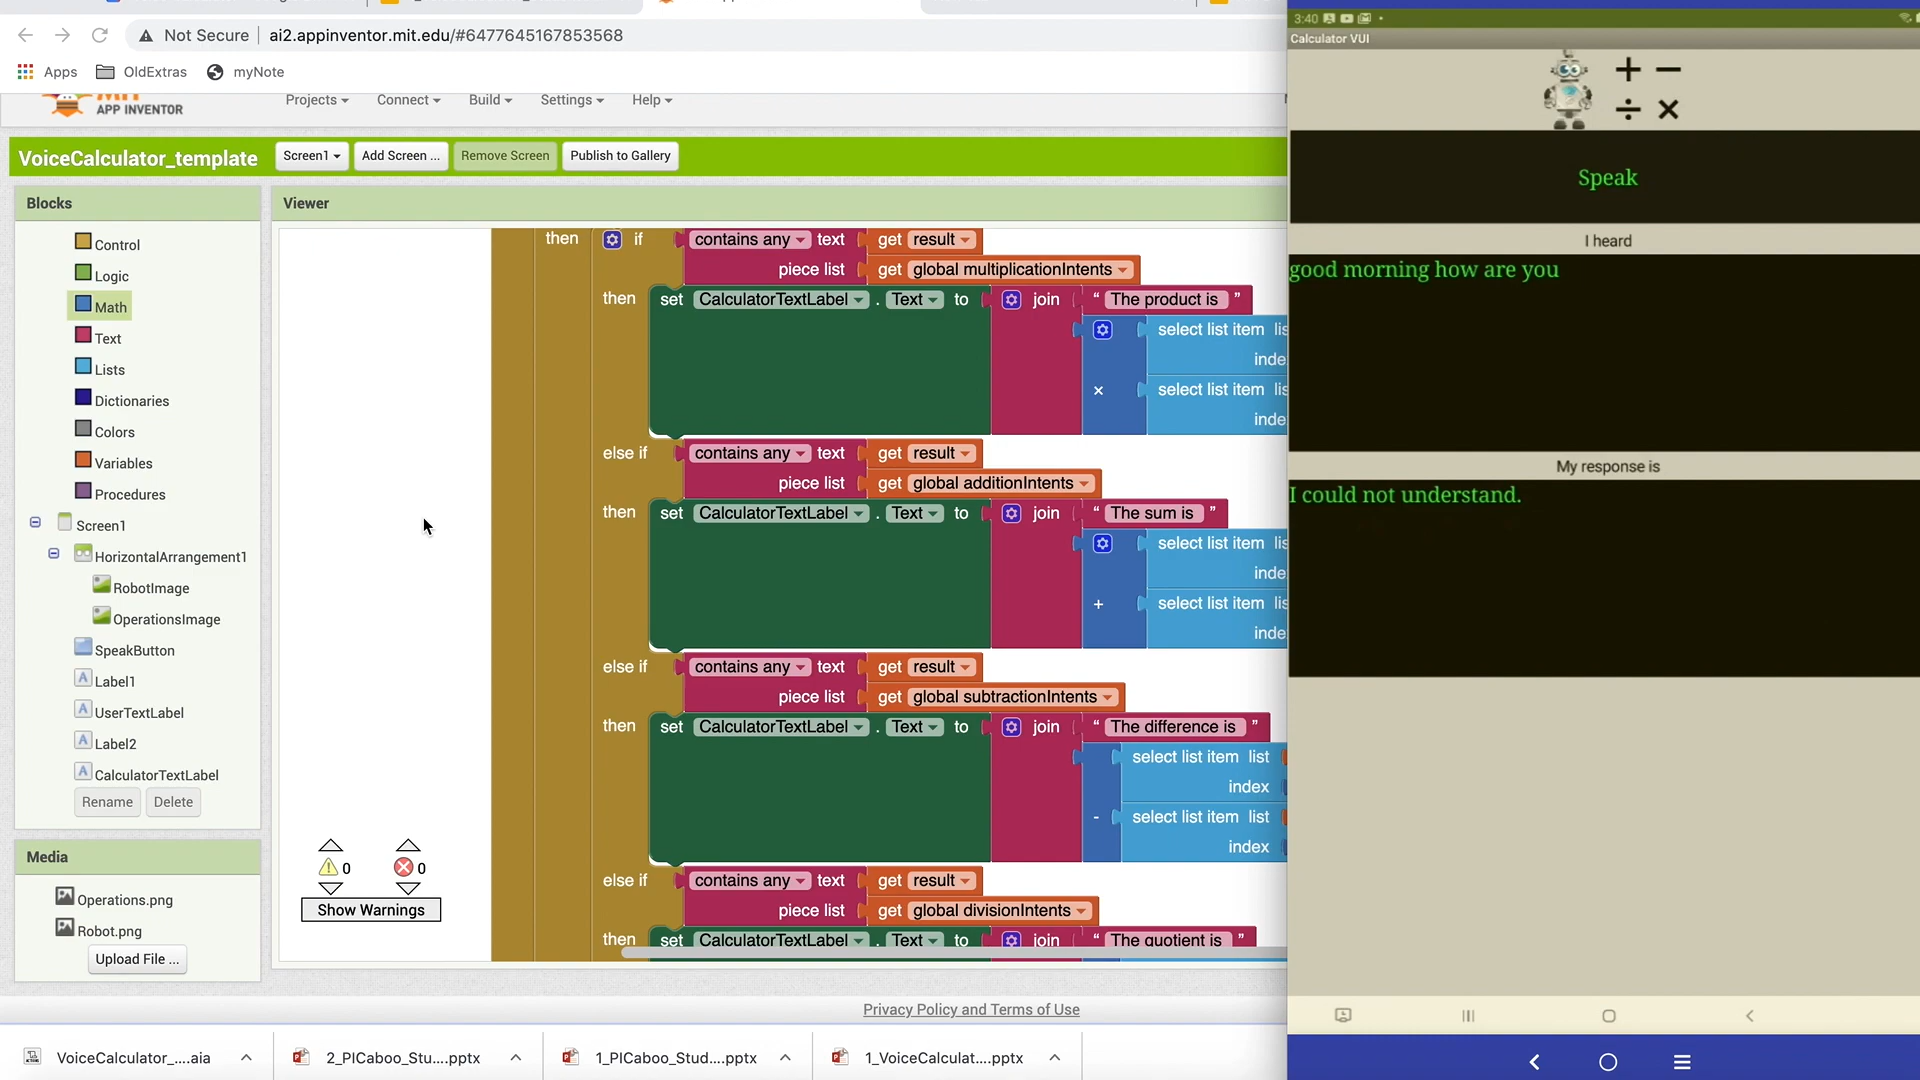 Not Secure | ai2.appinventor.mit.edu/#6477645167853568
Apps OldExtras myNote
APP INVENTOR
Projects Connect Build Settings Help
VoiceCalculator_template Screen1 Add Screen ... Remove Screen Publish to Gallery
Blocks
Control
Logic
Math
Text
Lists
Dictionaries
Colors
Variables
Procedures
Screen1
HorizontalArrangement1
RobotImage
OperationsImage
SpeakButton
Label1
UserTextLabel
Label2
CalculatorTextLabel
Rename Delete
Media
Operations.png
Robot.png
Upload File ...
Viewer
then if contains any text get result
piece list get global multiplicationIntents
then set CalculatorTextLabel . Text to join “ The product is ”
select list item
× select list item
else if contains any text get result
piece list get global additionIntents
then set CalculatorTextLabel . Text to join “ The sum is ”
select list item
+ select list item
else if contains any text get result
piece list get global subtractionIntents
then set CalculatorTextLabel . Text to join “ The difference is ”
select list item list
index
- select list item list
index
else if contains any text get result
piece list get global divisionIntents
then set CalculatorTextLabel . Text to join “ The quotient is ”
0 0
Show Warnings
Privacy Policy and Terms of Use
VoiceCalculator_....aia 2_PICaboo_Stu....pptx 1_PICaboo_Stud....pptx 1_VoiceCalculat....pptx
3:40
Calculator VUI
+ −
÷ ×
Speak
I heard
good morning how are you
My response is
I could not understand.